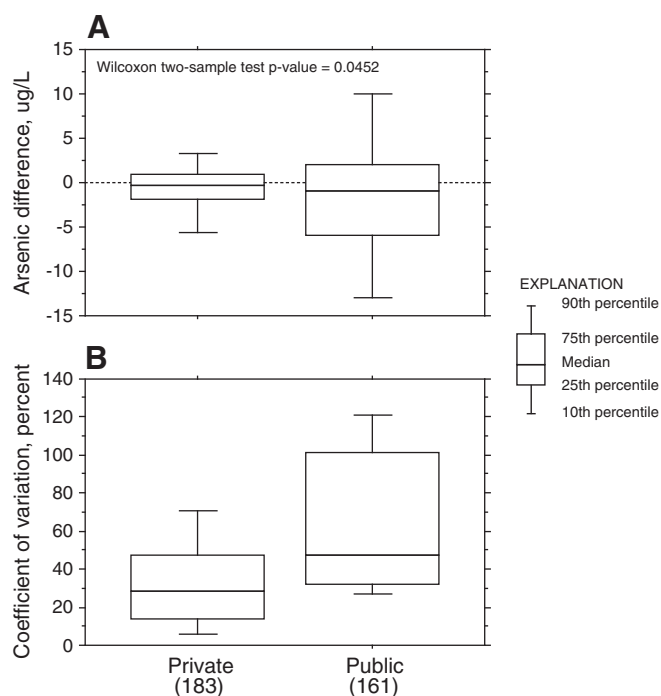 A
15
10
5
0
-5
-10
-15
Arsenic difference, ug/L
Wilcoxon two-sample test p-value = 0.0452
EXPLANATION
90th percentile
75th percentile
Median
25th percentile
10th percentile
B
140
120
100
80
60
40
20
0
Coefficient of variation, percent
Private Public
(183) (161)